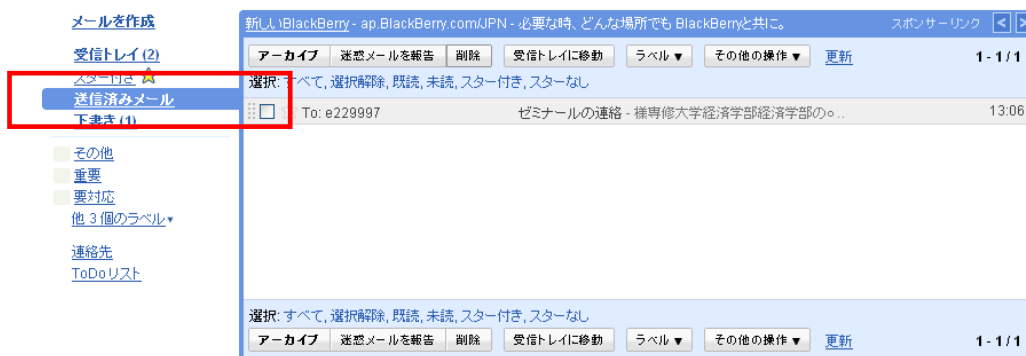 メールを作成
受信トレイ (2)
スター付き
送信済みメール
下書き (1)
その他
重要
要対応
他 3 個のラベル▼
連絡先
ToDoリスト
新しいBlackBerry - ap.BlackBerry.com/JPN - 必要な時、どんな場所でも BlackBerryと共に。 スポンサーリンク < >
アーカイブ 迷惑メールを報告 削除 受信トレイに移動 ラベル ▼ その他の操作 ▼ 更新 1 - 1 / 1
選択: すべて, 選択解除, 既読, 未読, スター付き, スターなし
To: e229997 ゼミナールの連絡 - 様専修大学経済学部経済学部の○ ‥ 13:06
選択: すべて, 選択解除, 既読, 未読, スター付き, スターなし
アーカイブ 迷惑メールを報告 削除 受信トレイに移動 ラベル ▼ その他の操作 ▼ 更新 1 - 1 / 1